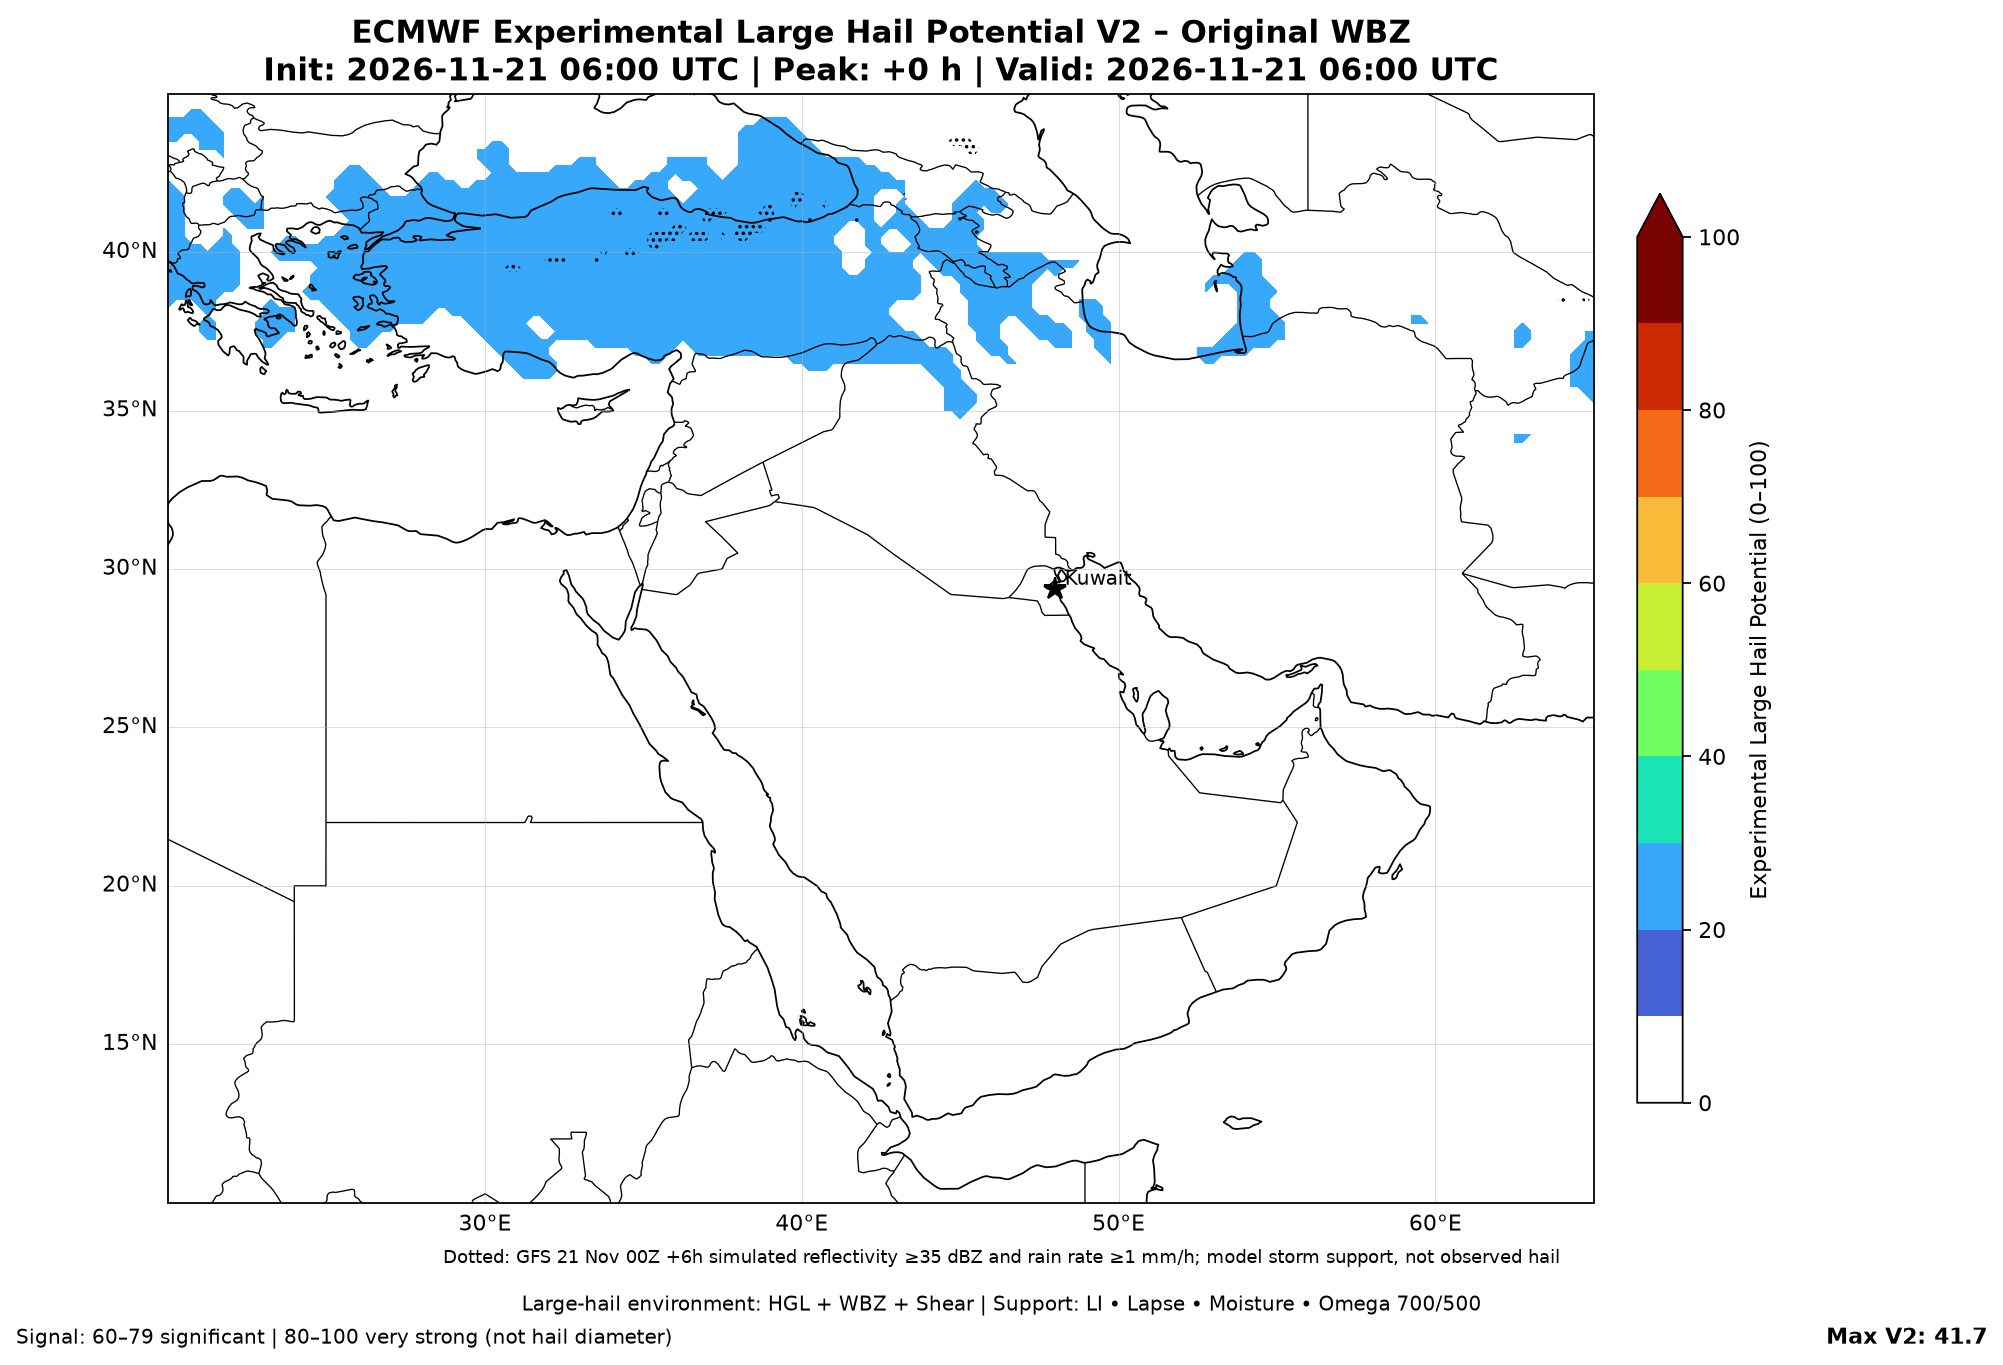 ECMWF Experimental Large Hail Potential V2 – Original WBZ
Init: 2026-11-21 06:00 UTC | Peak: +0 h | Valid: 2026-11-21 06:00 UTC
40°N
35°N
30°N
25°N
20°N
15°N
Kuwait
30°E
40°E
50°E
60°E
100
80
60
40
20
0
Experimental Large Hail Potential (0–100)
Dotted: GFS 21 Nov 00Z +6h simulated reflectivity ≥35 dBZ and rain rate ≥1 mm/h; model storm support, not observed hail
Large-hail environment: HGL + WBZ + Shear | Support: LI • Lapse • Moisture • Omega 700/500
Signal: 60–79 significant | 80–100 very strong (not hail diameter)
Max V2: 41.7